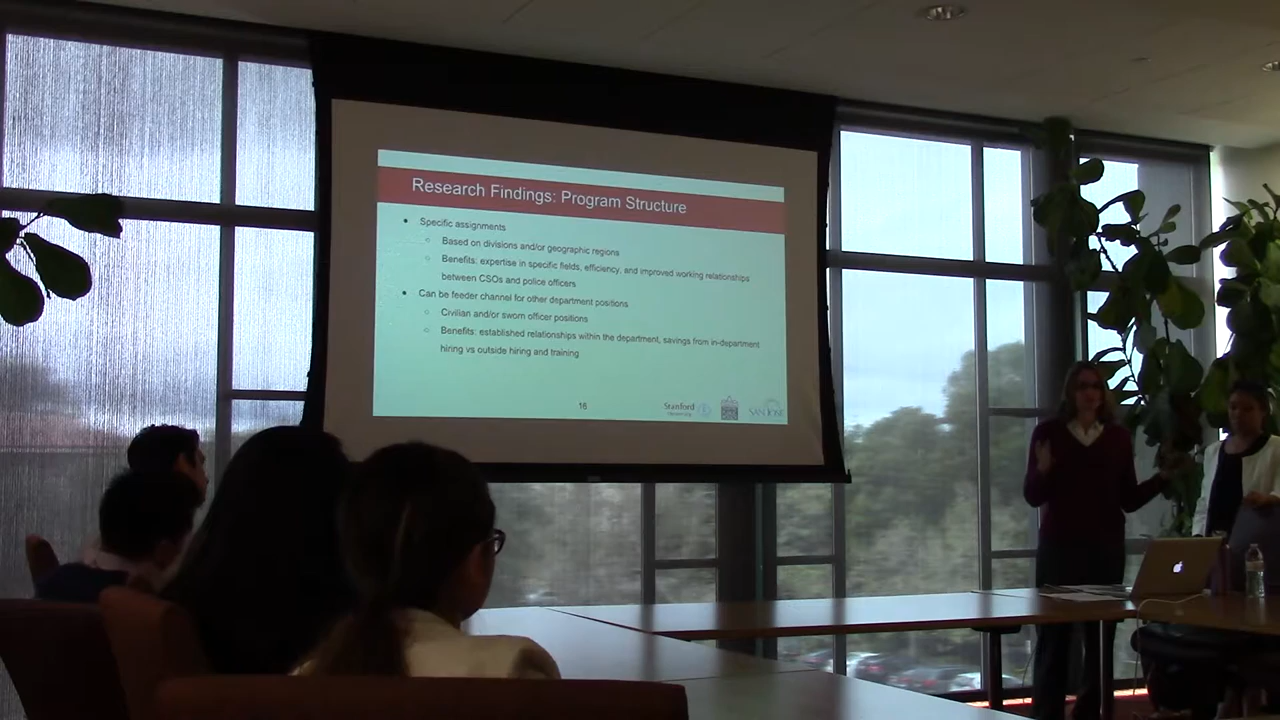 Research Findings: Program Structure
• Specific assignments
○ Based on divisions and/or geographic regions
○ Benefits: expertise in specific fields, efficiency, and improved working relationships
between CSOs and police officers
• Can be feeder channel for other department positions
○ Civilian and/or sworn officer positions
○ Benefits: established relationships within the department, savings from in-department
hiring vs outside hiring and training
16
Stanford
University
SAN JOSE